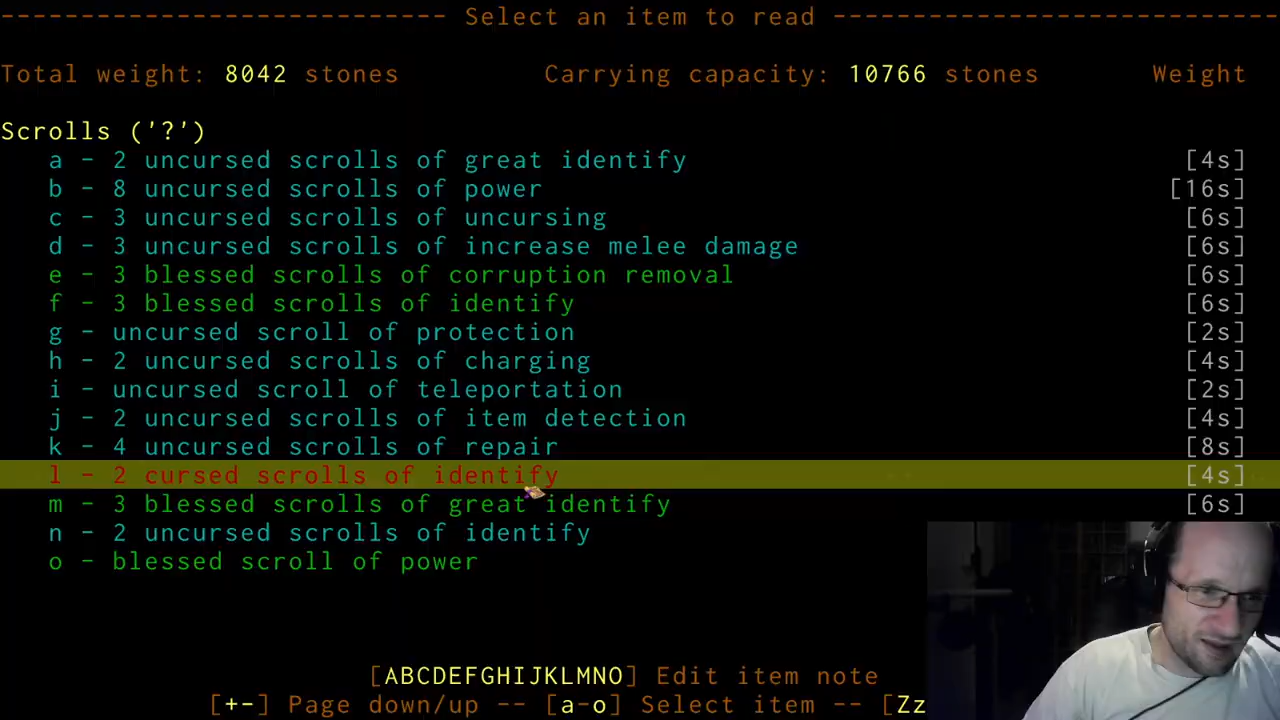 Select an item to read
Total weight: 8042 stones Carrying capacity: 10766 stones Weight
Scrolls ('?')
a - 2 uncursed scrolls of great identify [4s]
b - 8 uncursed scrolls of power [16s]
c - 3 uncursed scrolls of uncursing [6s]
d - 3 uncursed scrolls of increase melee damage [6s]
e - 3 blessed scrolls of corruption removal [6s]
f - 3 blessed scrolls of identify [6s]
g - uncursed scroll of protection [2s]
h - 2 uncursed scrolls of charging [4s]
i - uncursed scroll of teleportation [2s]
j - 2 uncursed scrolls of item detection [4s]
k - 4 uncursed scrolls of repair [8s]
l - 2 cursed scrolls of identify [4s]
m - 3 blessed scrolls of great identify [6s]
n - 2 uncursed scrolls of identify
o - blessed scroll of power
[ABCDEFGHIJKLMNO] Edit item note
[+-] Page down/up -- [a-o] Select item -- [Zz